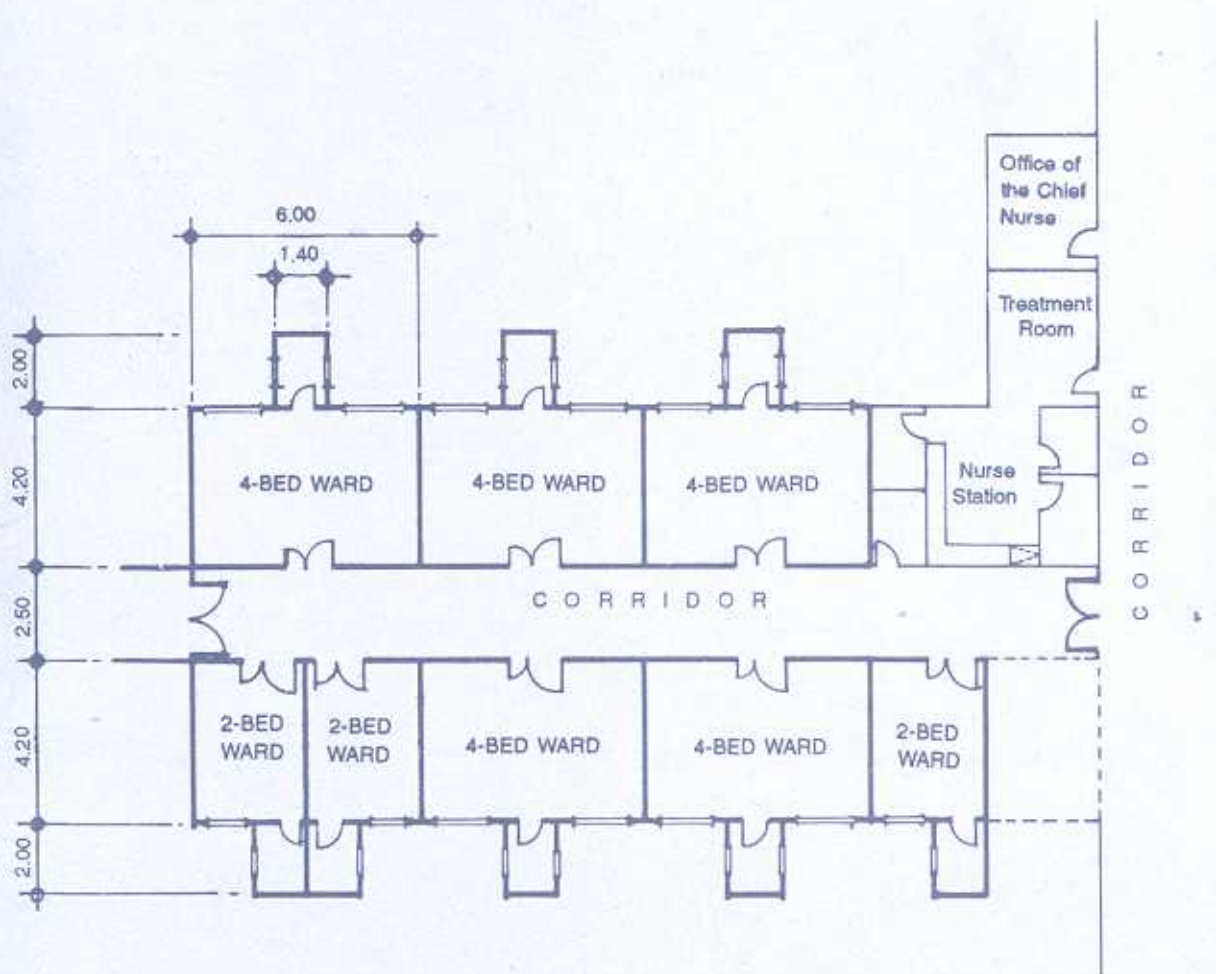 Office of
the Chief
Nurse
6.00
1.40
Treatment
Room
2.00
4.20
2.50
4.20
2.00
4-BED WARD
4-BED WARD
4-BED WARD
Nurse
Station
CORRIDOR
CORRIDOR
2-BED
WARD
2-BED
WARD
4-BED WARD
4-BED WARD
2-BED
WARD